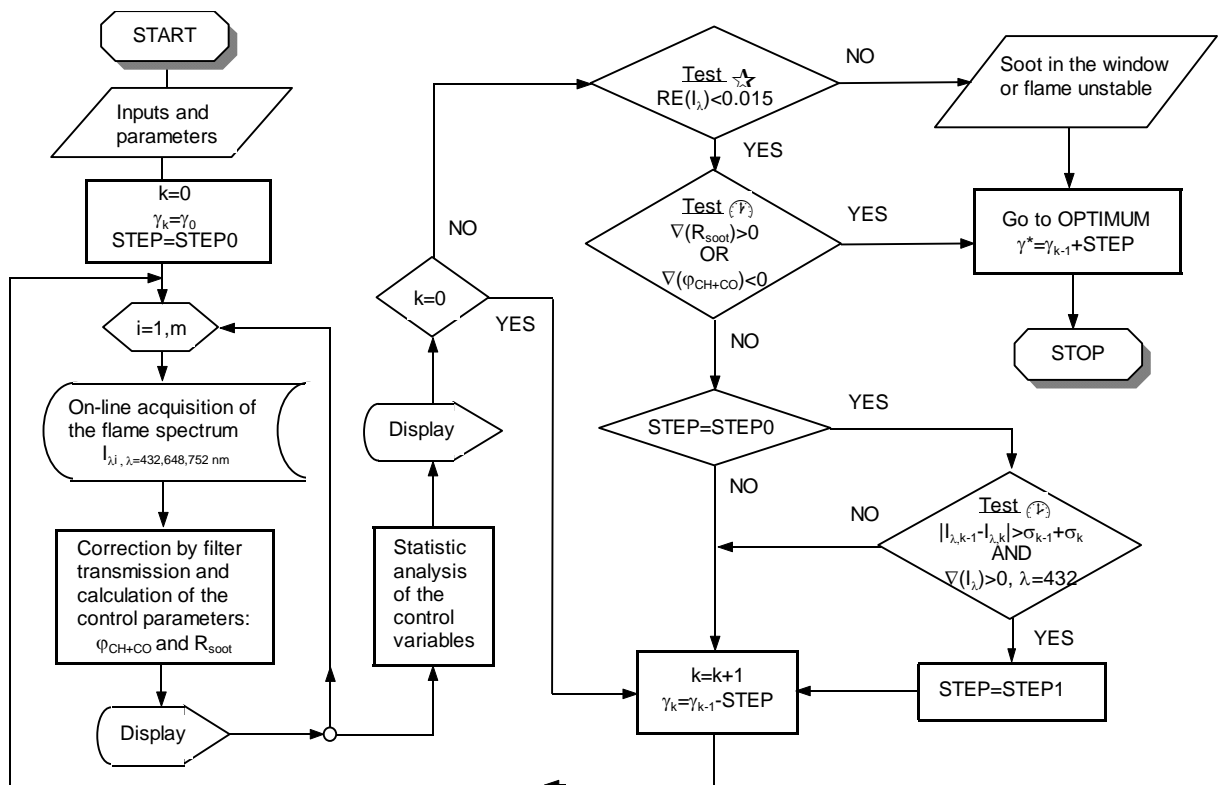 START
Inputs and
parameters
k=0
γk=γ0
STEP=STEP0
i=1,m
On-line acquisition of
the flame spectrum
Iλi , λ=432,648,752 nm
Correction by filter
transmission and
calculation of the
control parameters:
φCH+CO and Rsoot
Display
Statistic
analysis
of the
control
variables
Display
k=0
NO
YES
Test ☆
RE(Iλ)<0.015
NO
YES
Soot in the window
or flame unstable
Test
∇(Rsoot)>0
OR
∇(φCH+CO)<0
YES
NO
Go to OPTIMUM
γ*=γk-1+STEP
STOP
STEP=STEP0
YES
NO
Test
|Iλ,k-1-Iλ,k|>σk-1+σk
AND
∇(Iλ)>0, λ=432
NO
YES
STEP=STEP1
k=k+1
γk=γk-1-STEP